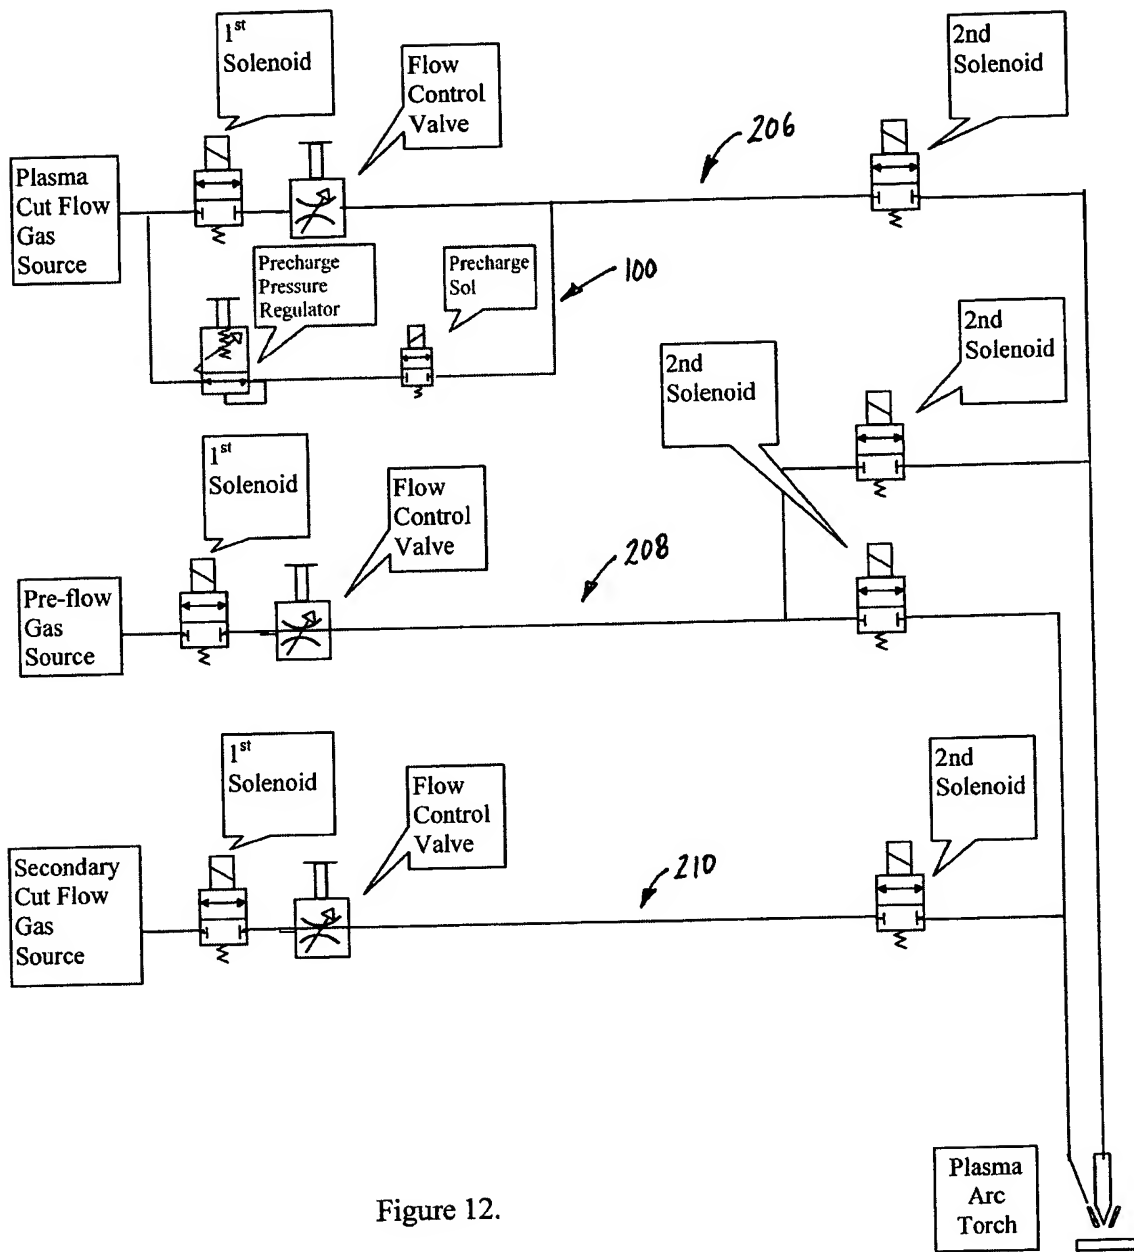 1st
Solenoid
Flow
Control
Valve
2nd
Solenoid
206
Plasma
Cut Flow
Gas
Source
Precharge
Pressure
Regulator
Precharge
Sol
100
2nd
Solenoid
2nd
Solenoid
1st
Solenoid
Flow
Control
Valve
208
Pre-flow
Gas
Source
1st
Solenoid
Flow
Control
Valve
2nd
Solenoid
210
Secondary
Cut Flow
Gas
Source
Plasma
Arc
Torch
Figure 12.